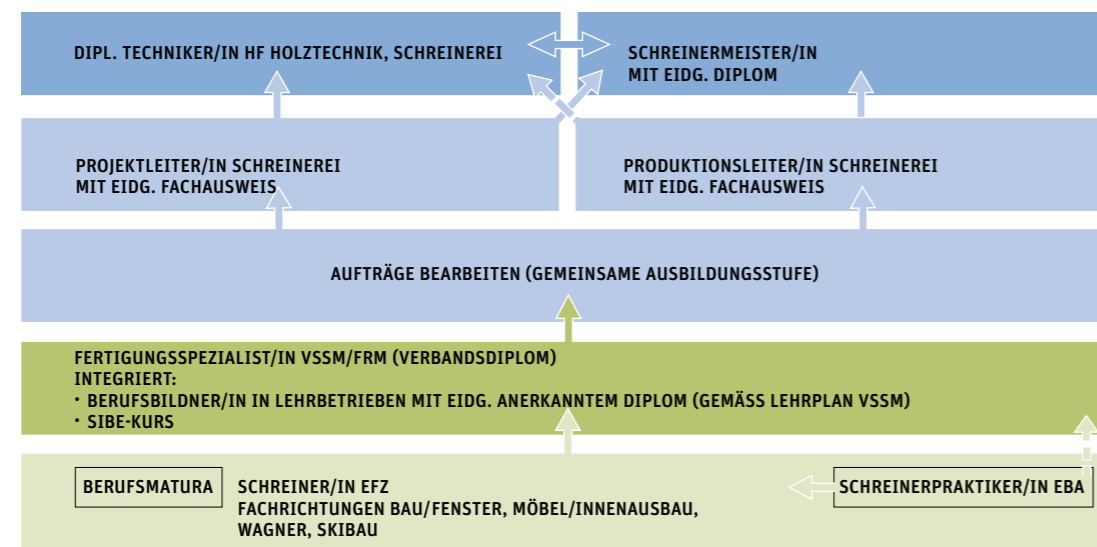 DIPL. TECHNIKER/IN HF HOLZTECHNIK, SCHREINEREI
SCHREINERMEISTER/IN
MIT EIDG. DIPLOM
PROJEKTLEITER/IN SCHREINEREI
MIT EIDG. FACHAUSWEIS
PRODUKTIONSLEITER/IN SCHREINEREI
MIT EIDG. FACHAUSWEIS
AUFTRÄGE BEARBEITEN (GEMEINSAME AUSBILDUNGSSTUFE)
FERTIGUNGSSPEZIALIST/IN VSSM/FRM (VERBANDSDIPLOM)
INTEGRIERT:
· BERUFSBILDNER/IN IN LEHRBETRIEBEN MIT EIDG. ANERKANNTEM DIPLOM (GEMÄSS LEHRPLAN VSSM)
· SIBE-KURS
BERUFSMATURA
SCHREINER/IN EFZ
FACHRICHTUNGEN BAU/FENSTER, MÖBEL/INNENAUSBAU,
WAGNER, SKIBAU
SCHREINERPRAKTIKER/IN EBA